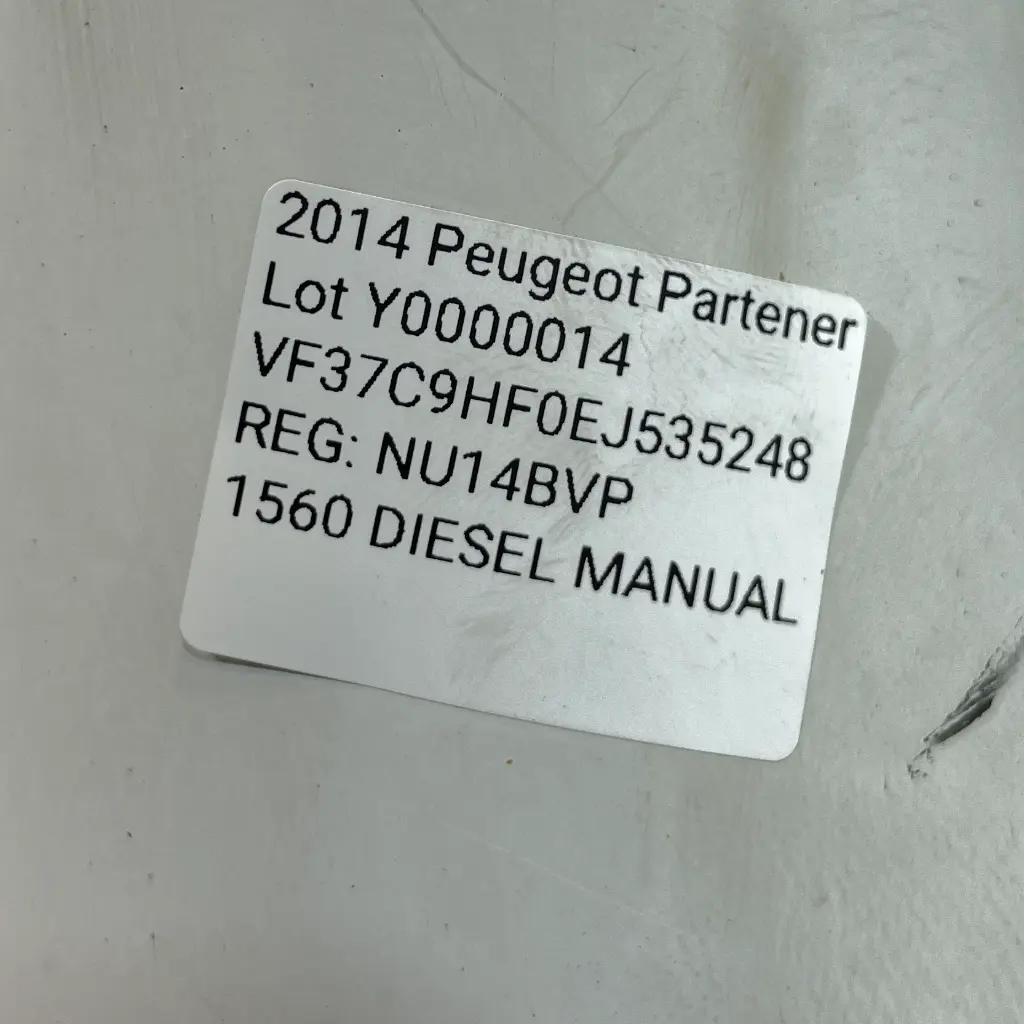 2014 Peugeot Partener
Lot Y0000014
VF37C9HF0EJ535248
REG: NU14BVP
1560 DIESEL MANUAL